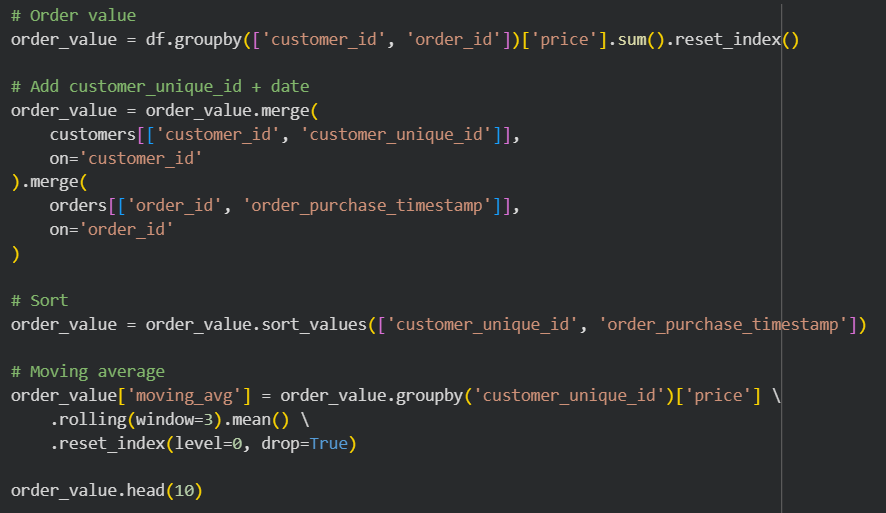 # Order value
order_value = df.groupby(['customer_id', 'order_id'])['price'].sum().reset_index()
# Add customer_unique_id + date
order_value = order_value.merge(
    customers[['customer_id', 'customer_unique_id']],
    on='customer_id'
).merge(
    orders[['order_id', 'order_purchase_timestamp']],
    on='order_id'
)
# Sort
order_value = order_value.sort_values(['customer_unique_id', 'order_purchase_timestamp'])
# Moving average
order_value['moving_avg'] = order_value.groupby('customer_unique_id')['price'] \
    .rolling(window=3).mean() \
    .reset_index(level=0, drop=True)
order_value.head(10)